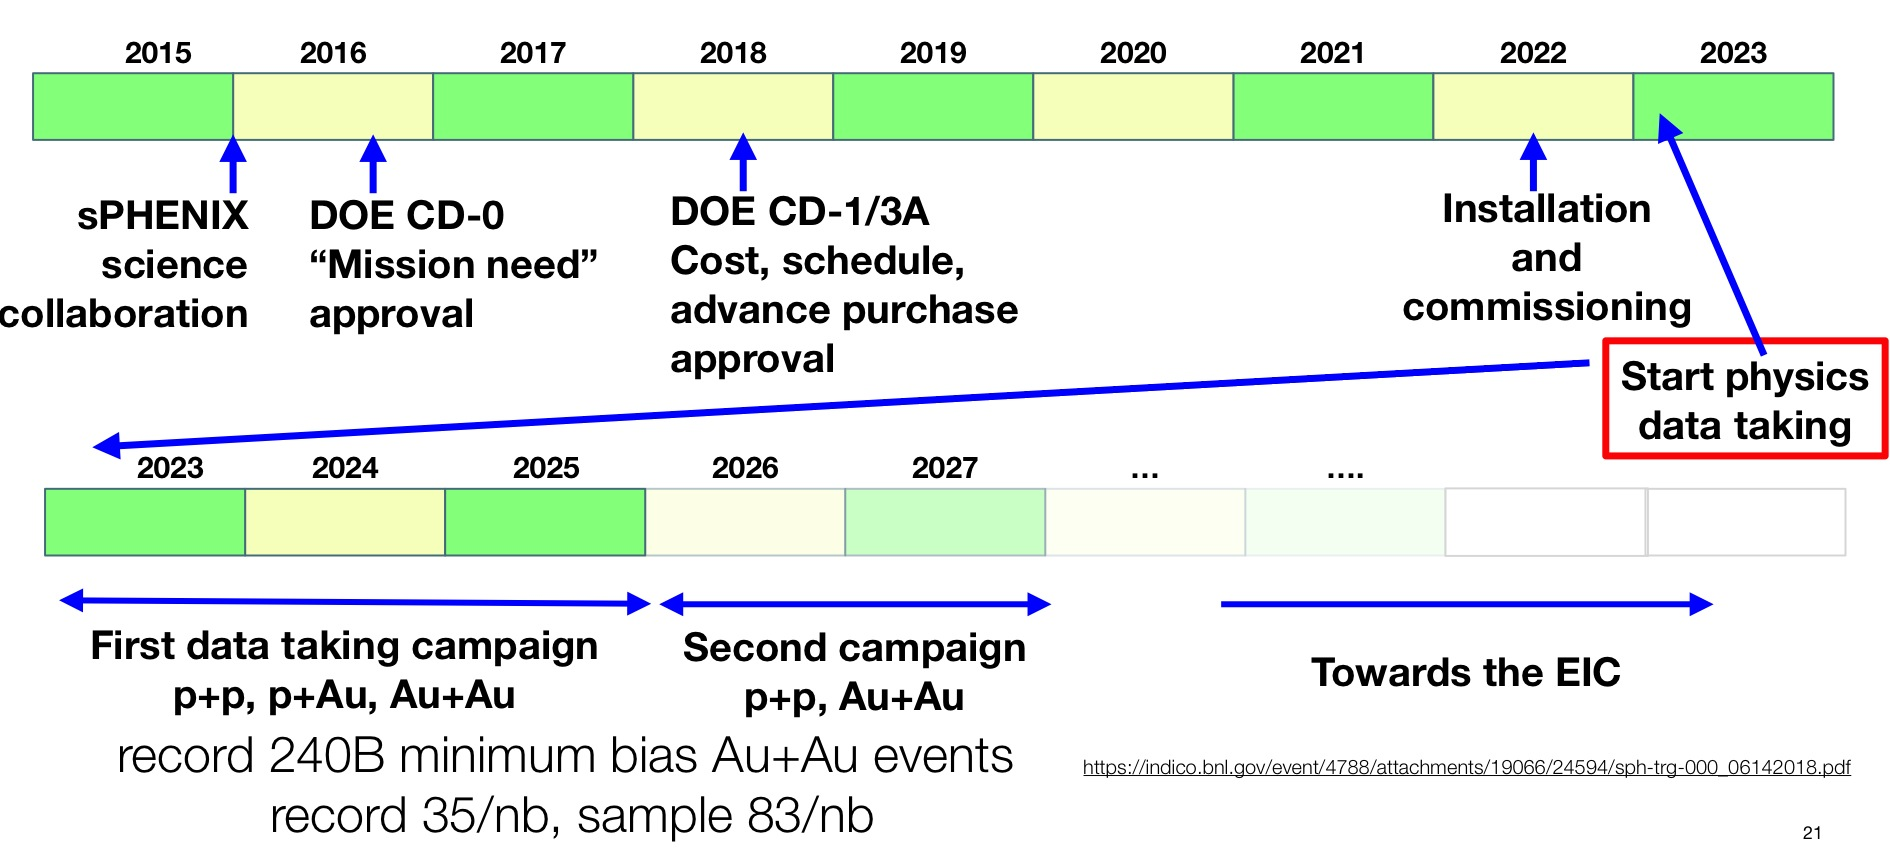 2015 2016 2017 2018 2019 2020 2021 2022 2023
sPHENIX
science
collaboration
DOE CD-0
“Mission need”
approval
DOE CD-1/3A
Cost, schedule,
advance purchase
approval
Installation
and
commissioning
Start physics
data taking
2023 2024 2025 2026 2027 ... ....
First data taking campaign
p+p, p+Au, Au+Au
Second campaign
p+p, Au+Au
Towards the EIC
record 240B minimum bias Au+Au events
record 35/nb, sample 83/nb
https://indico.bnl.gov/event/4788/attachments/19066/24594/sph-trg-000_06142018.pdf
21